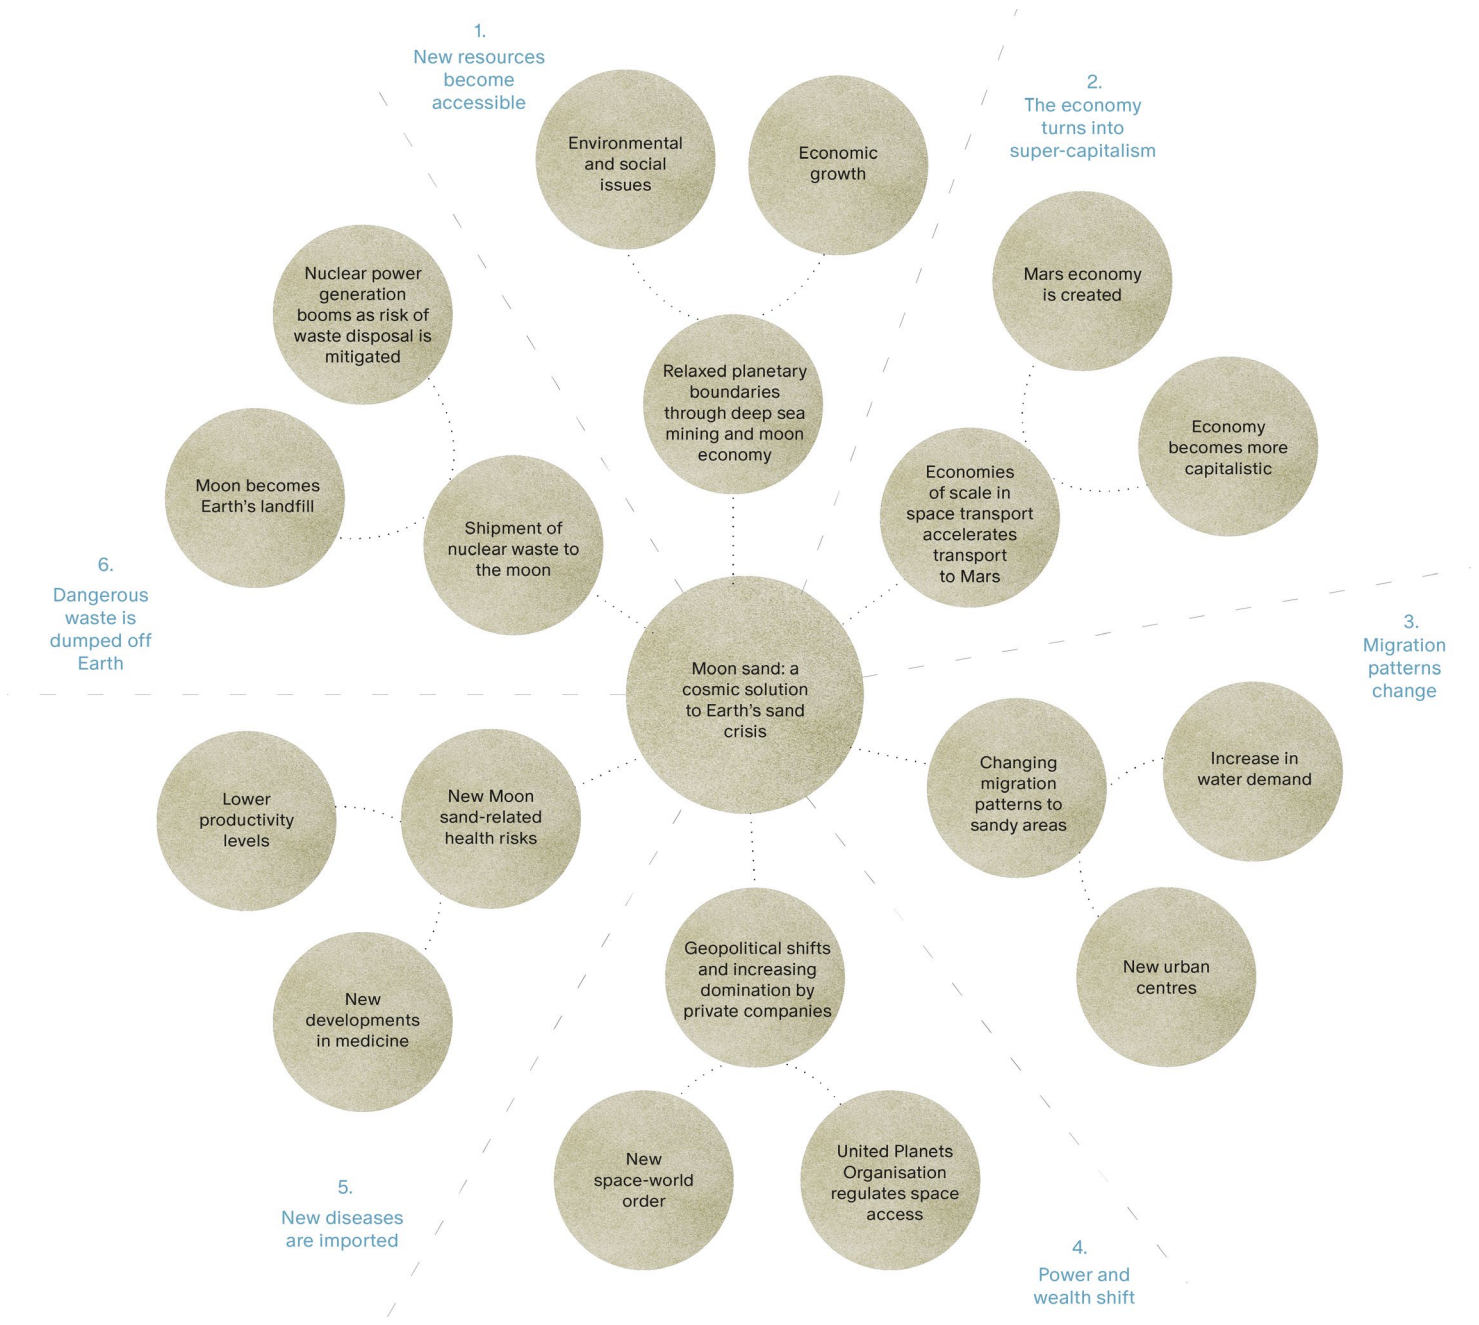 1.
New resources
become
accessible
Environmental
and social
issues
Economic
growth
Relaxed planetary
boundaries
through deep sea
mining and moon
economy
2.
The economy
turns into
super-capitalism
Mars economy
is created
Economy
becomes more
capitalistic
Economies
of scale in
space transport
accelerates
transport
to Mars
Moon sand: a
cosmic solution
to Earth's sand
crisis
3.
Migration
patterns
change
Changing
migration
patterns to
sandy areas
Increase in
water demand
New urban
centres
4.
Power and
wealth shift
Geopolitical shifts
and increasing
domination by
private companies
New
space-world
order
United Planets
Organisation
regulates space
access
5.
New diseases
are imported
New Moon
sand-related
health risks
Lower
productivity
levels
New
developments
in medicine
6.
Dangerous
waste is
dumped off
Earth
Nuclear power
generation
booms as risk of
waste disposal is
mitigated
Moon becomes
Earth's landfill
Shipment of
nuclear waste to
the moon